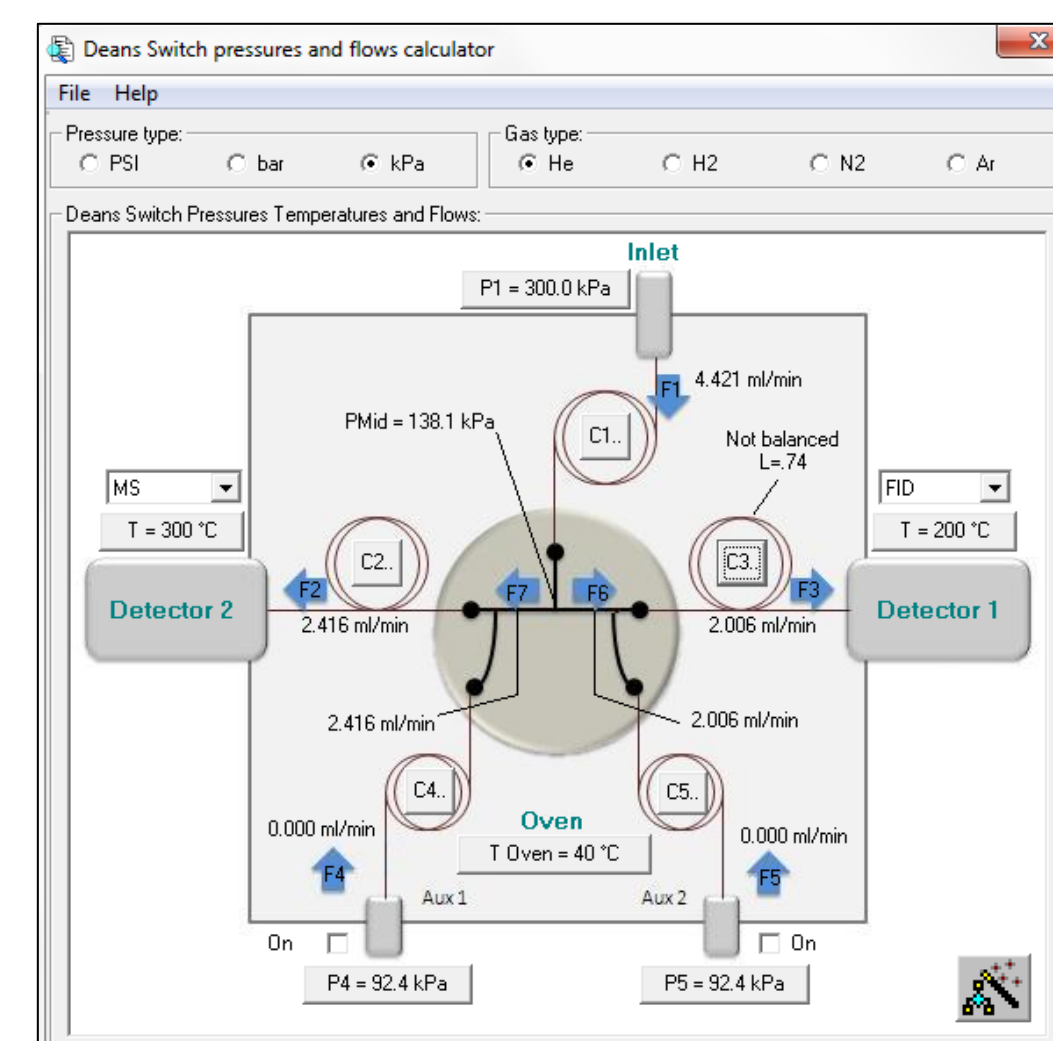 Deans Switch pressures and flows calculator
x
File Help
Pressure type:
PSI bar kPa
Gas type:
He H2 N2 Ar
Deans Switch Pressures Temperatures and Flows:
Inlet
P1 = 300.0 kPa
F1 4.421 ml/min
PMid = 138.1 kPa
C1..
Not balanced
L=.74
MS
T = 300 °C
FID
T = 200 °C
C2..
C3..
Detector 2
F2
F7
F6
F3
Detector 1
2.416 ml/min
2.006 ml/min
2.416 ml/min
2.006 ml/min
C4..
C5..
Oven
T Oven = 40 °C
0.000 ml/min
0.000 ml/min
F4
F5
Aux 1
Aux 2
On
On
P4 = 92.4 kPa
P5 = 92.4 kPa